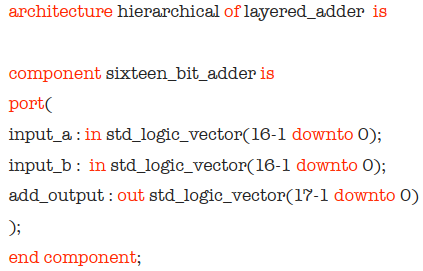 architecture hierarchical of layered_adder is
component sixteen_bit_adder is
port(
input_a : in std_logic_vector(16-1 downto 0);
input_b : in std_logic_vector(16-1 downto 0);
add_output : out std_logic_vector(17-1 downto 0)
);
end component;